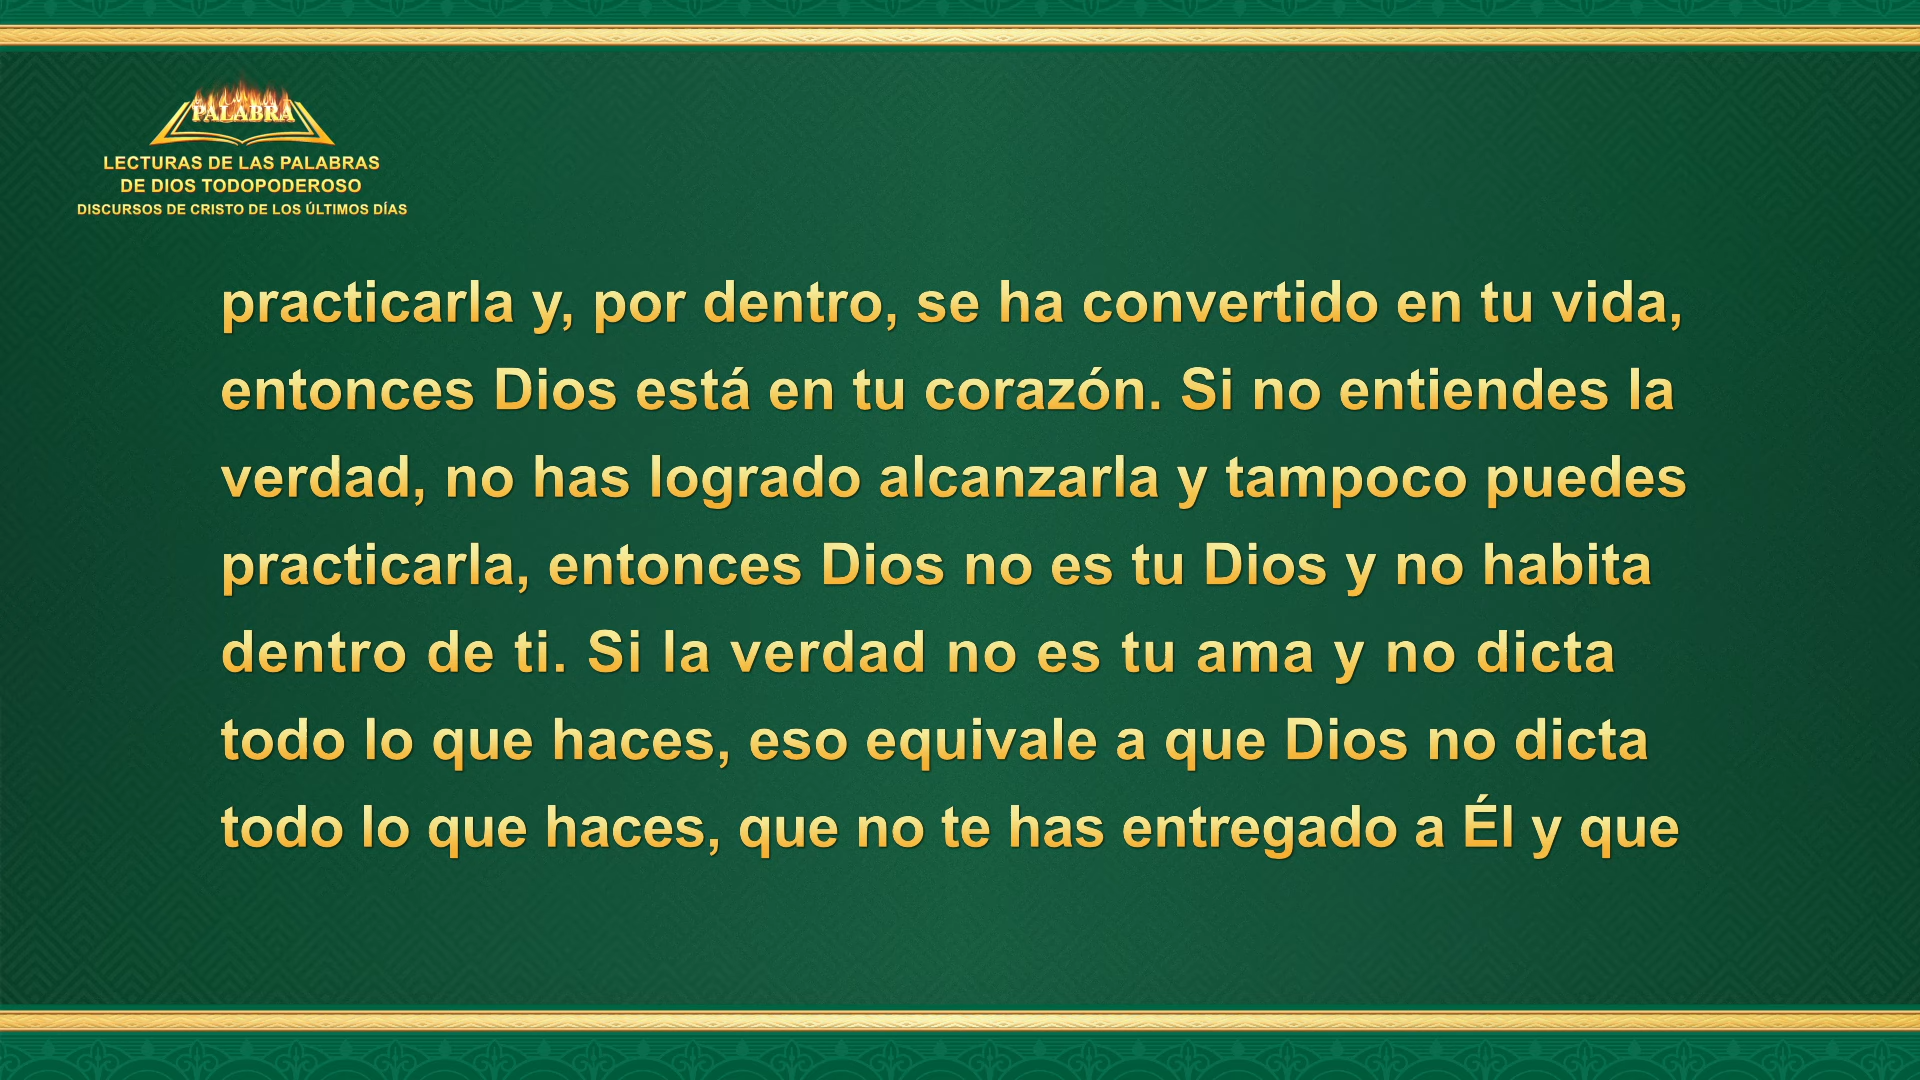 PALABRA
LECTURAS DE LAS PALABRAS
DE DIOS TODOPODEROSO
DISCURSOS DE CRISTO DE LOS ÚLTIMOS DÍAS
practicarla y, por dentro, se ha convertido en tu vida,
entonces Dios está en tu corazón. Si no entiendes la
verdad, no has logrado alcanzarla y tampoco puedes
practicarla, entonces Dios no es tu Dios y no habita
dentro de ti. Si la verdad no es tu ama y no dicta
todo lo que haces, eso equivale a que Dios no dicta
todo lo que haces, que no te has entregado a Él y que